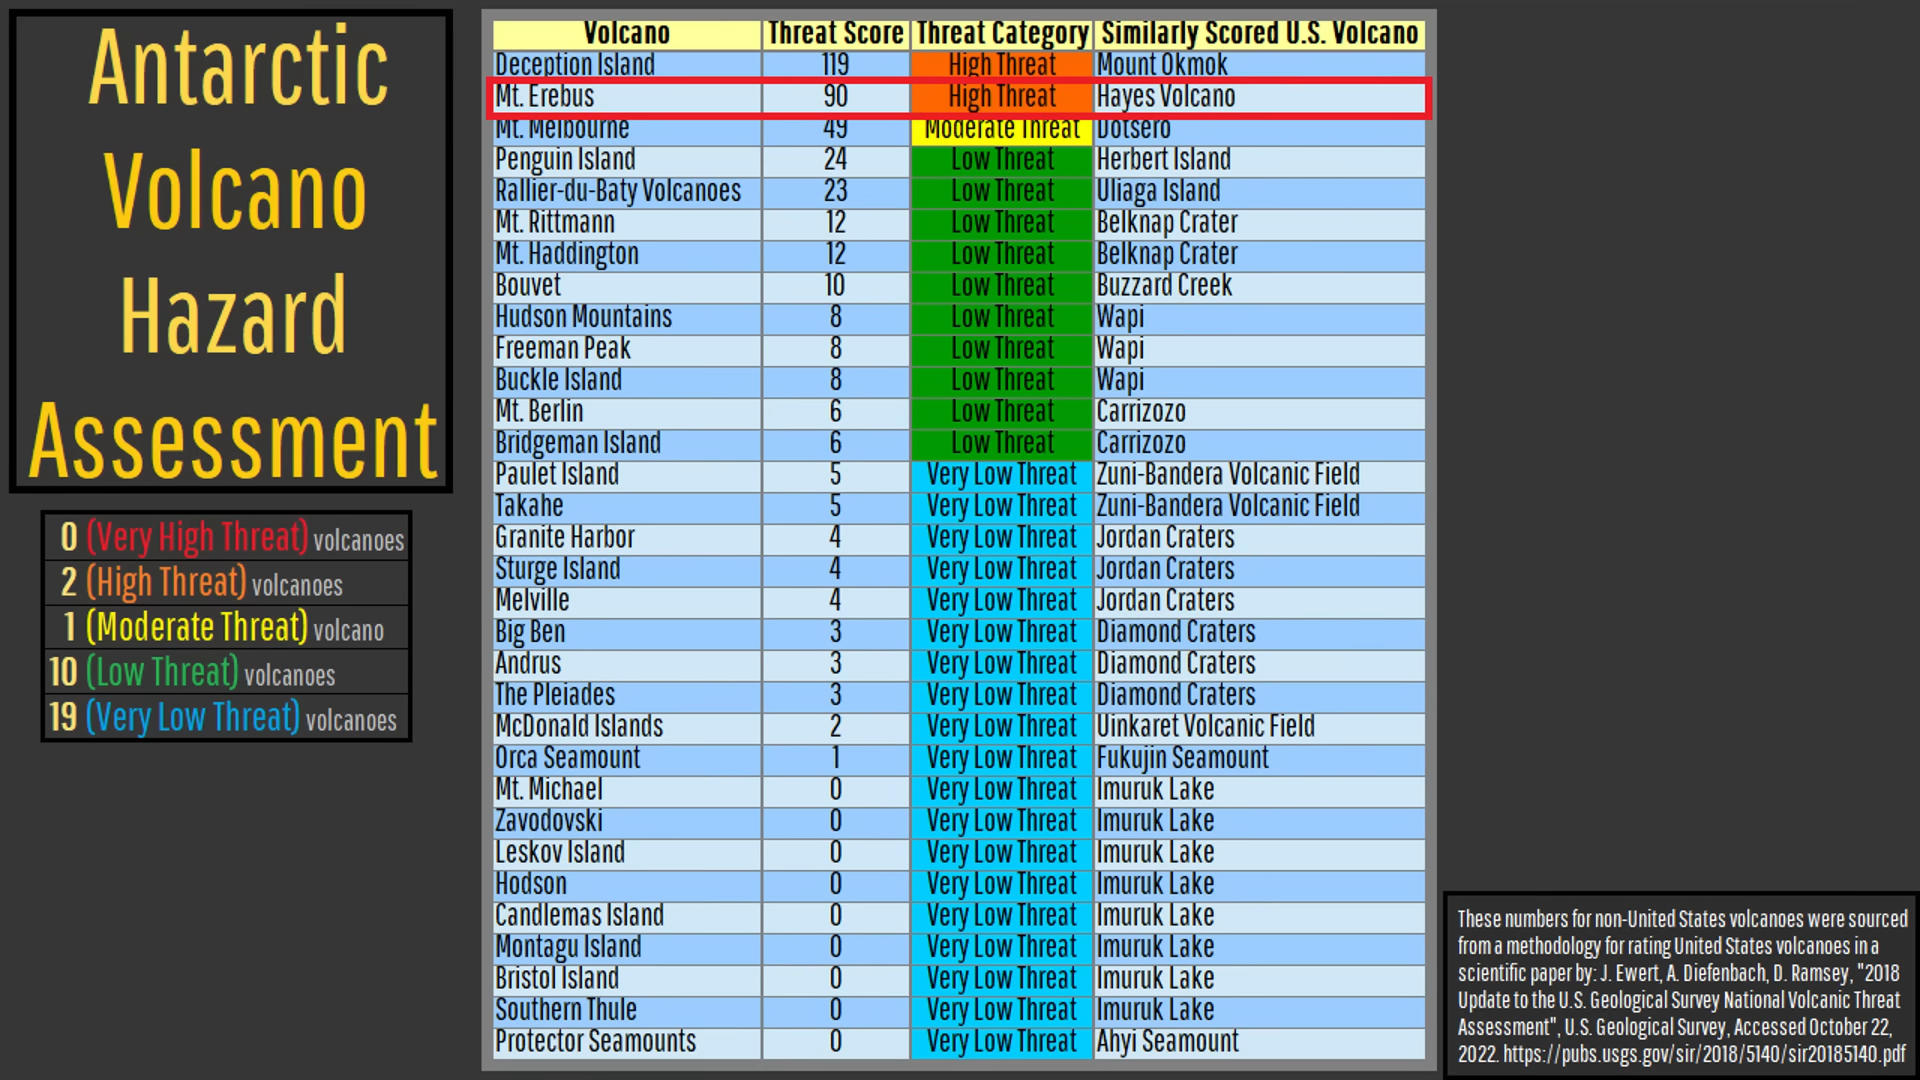 Antarctic
Volcano
Hazard
Assessment
0 (Very High Threat) volcanoes
2 (High Threat) volcanoes
1 (Moderate Threat) volcano
10 (Low Threat) volcanoes
19 (Very Low Threat) volcanoes
Volcano Threat Score Threat Category Similarly Scored U.S. Volcano
Deception Island 119 High Threat Mount Okmok
Mt. Erebus 90 High Threat Hayes Volcano
Mt. Melbourne 49 Moderate Threat Dotsero
Penguin Island 24 Low Threat Herbert Island
Rallier-du-Baty Volcanoes 23 Low Threat Uliaga Island
Mt. Rittmann 12 Low Threat Belknap Crater
Mt. Haddington 12 Low Threat Belknap Crater
Bouvet 10 Low Threat Buzzard Creek
Hudson Mountains 8 Low Threat Wapi
Freeman Peak 8 Low Threat Wapi
Buckle Island 8 Low Threat Wapi
Mt. Berlin 6 Low Threat Carrizozo
Bridgeman Island 6 Low Threat Carrizozo
Paulet Island 5 Very Low Threat Zuni-Bandera Volcanic Field
Takahe 5 Very Low Threat Zuni-Bandera Volcanic Field
Granite Harbor 4 Very Low Threat Jordan Craters
Sturge Island 4 Very Low Threat Jordan Craters
Melville 4 Very Low Threat Jordan Craters
Big Ben 3 Very Low Threat Diamond Craters
Andrus 3 Very Low Threat Diamond Craters
The Pleiades 3 Very Low Threat Diamond Craters
McDonald Islands 2 Very Low Threat Uinkaret Volcanic Field
Orca Seamount 1 Very Low Threat Fukujin Seamount
Mt. Michael 0 Very Low Threat Imuruk Lake
Zavodovski 0 Very Low Threat Imuruk Lake
Leskov Island 0 Very Low Threat Imuruk Lake
Hodson 0 Very Low Threat Imuruk Lake
Candlemas Island 0 Very Low Threat Imuruk Lake
Montagu Island 0 Very Low Threat Imuruk Lake
Bristol Island 0 Very Low Threat Imuruk Lake
Southern Thule 0 Very Low Threat Imuruk Lake
Protector Seamounts 0 Very Low Threat Ahyi Seamount
These numbers for non-United States volcanoes were sourced
from a methodology for rating United States volcanoes in a
scientific paper by: J. Ewert, A. Diefenbach, D. Ramsey, "2018
Update to the U.S. Geological Survey National Volcanic Threat
Assessment", U.S. Geological Survey, Accessed October 22,
2022. https://pubs.usgs.gov/sir/2018/5140/sir20185140.pdf